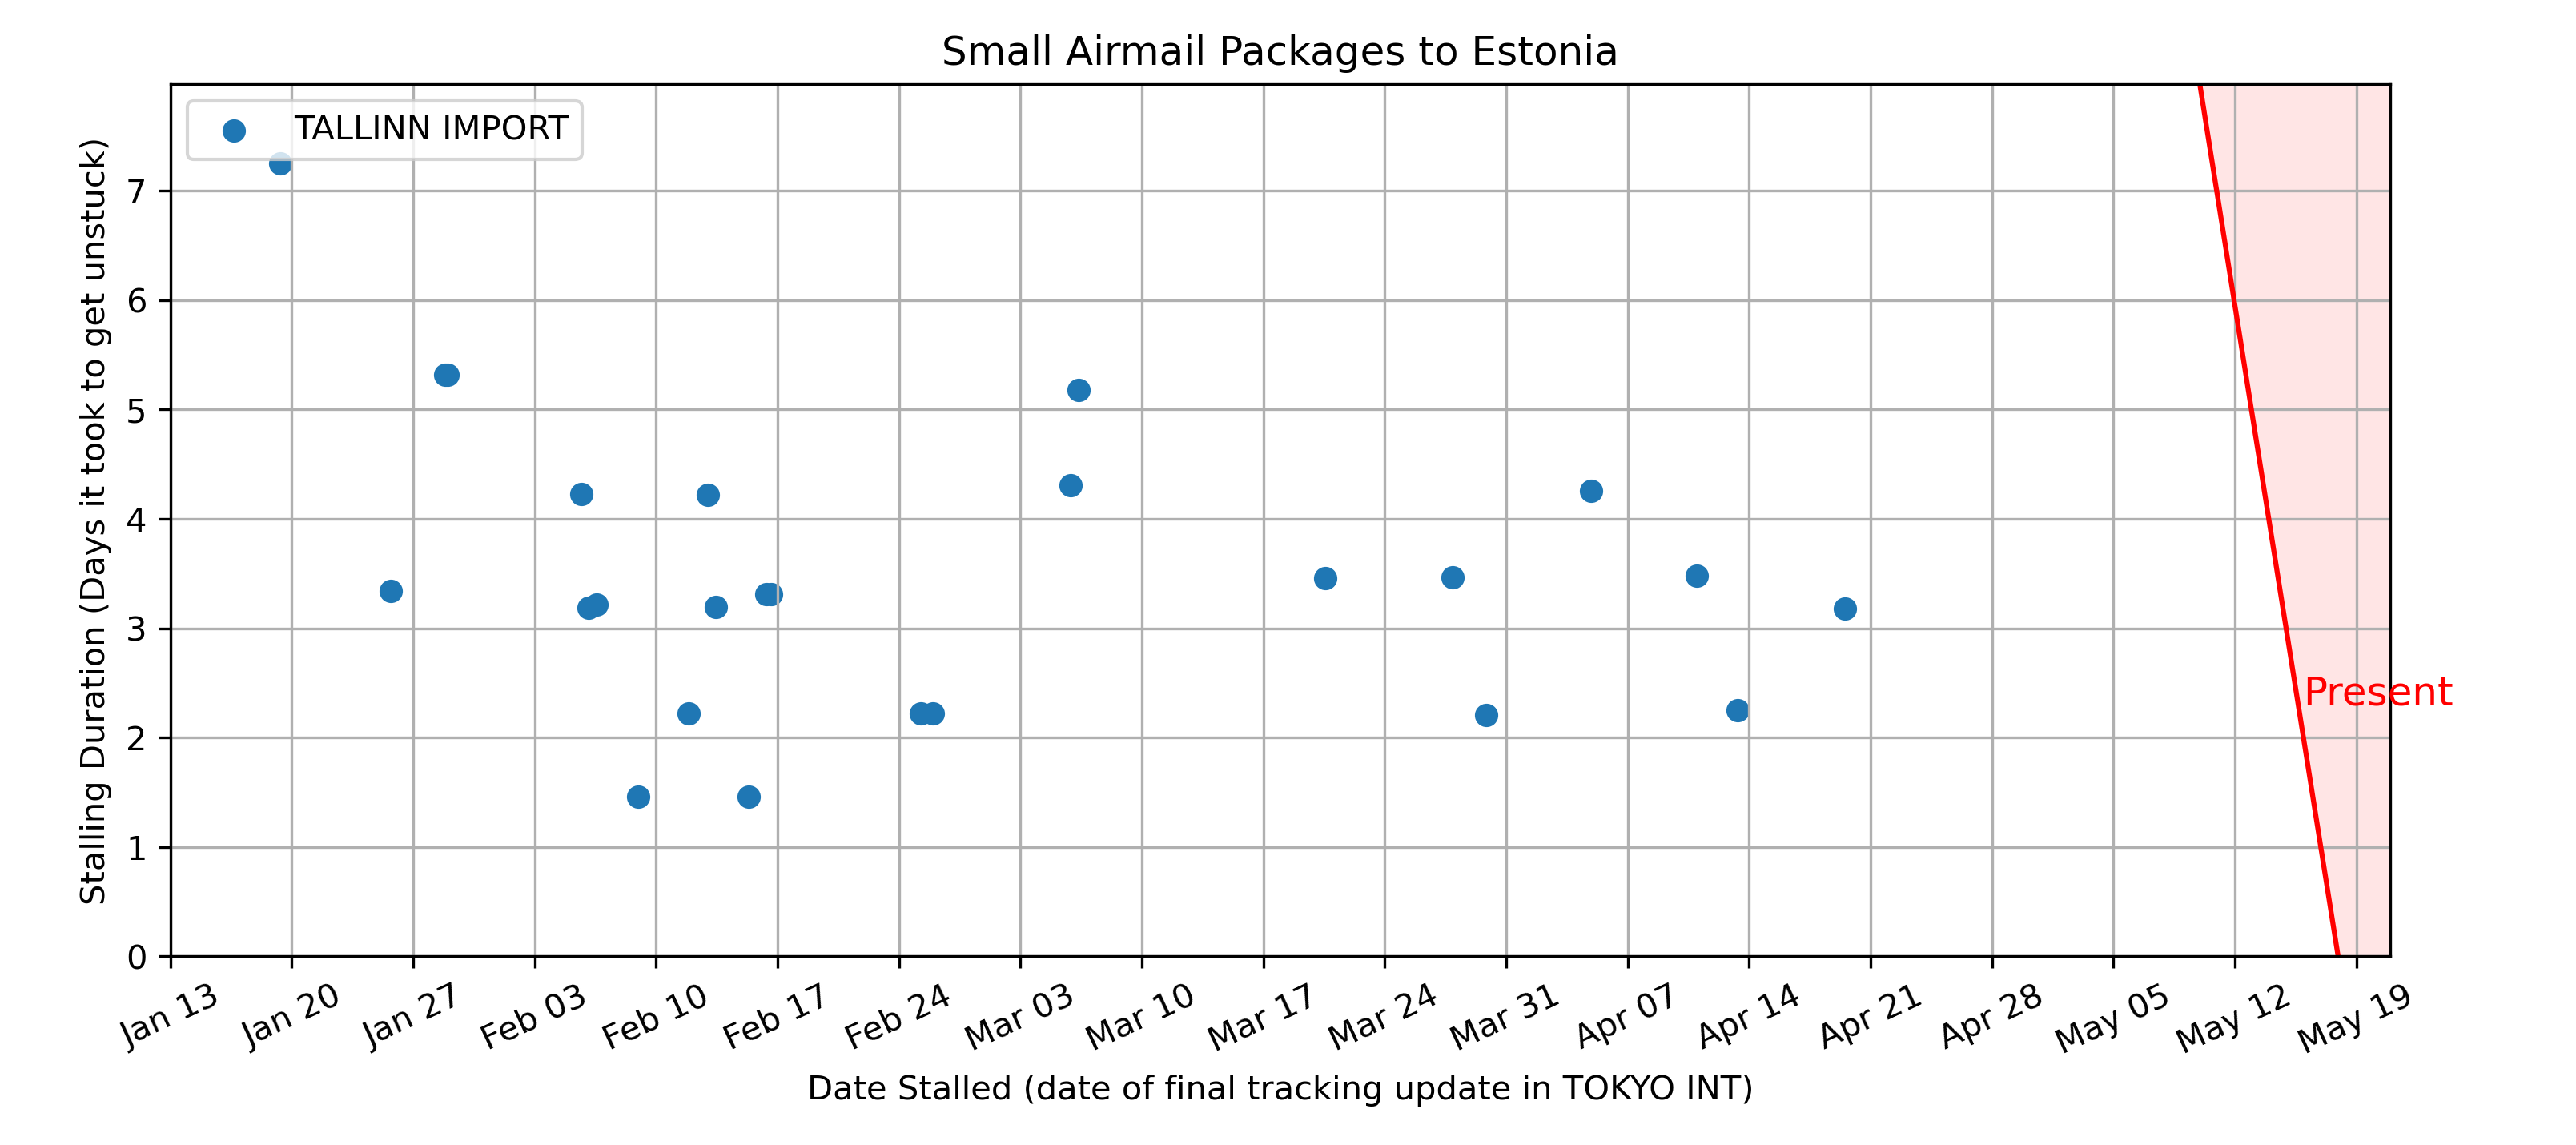 Small Airmail Packages to Estonia
TALLINN IMPORT
Stalling Duration (Days it took to get unstuck)
7
6
5
4
3
2
1
0
Present
Jan 13
Jan 20
Jan 27
Feb 03
Feb 10
Feb 17
Feb 24
Mar 03
Mar 10
Mar 17
Mar 24
Mar 31
Apr 07
Apr 14
Apr 21
Apr 28
May 05
May 12
May 19
Date Stalled (date of final tracking update in TOKYO INT)